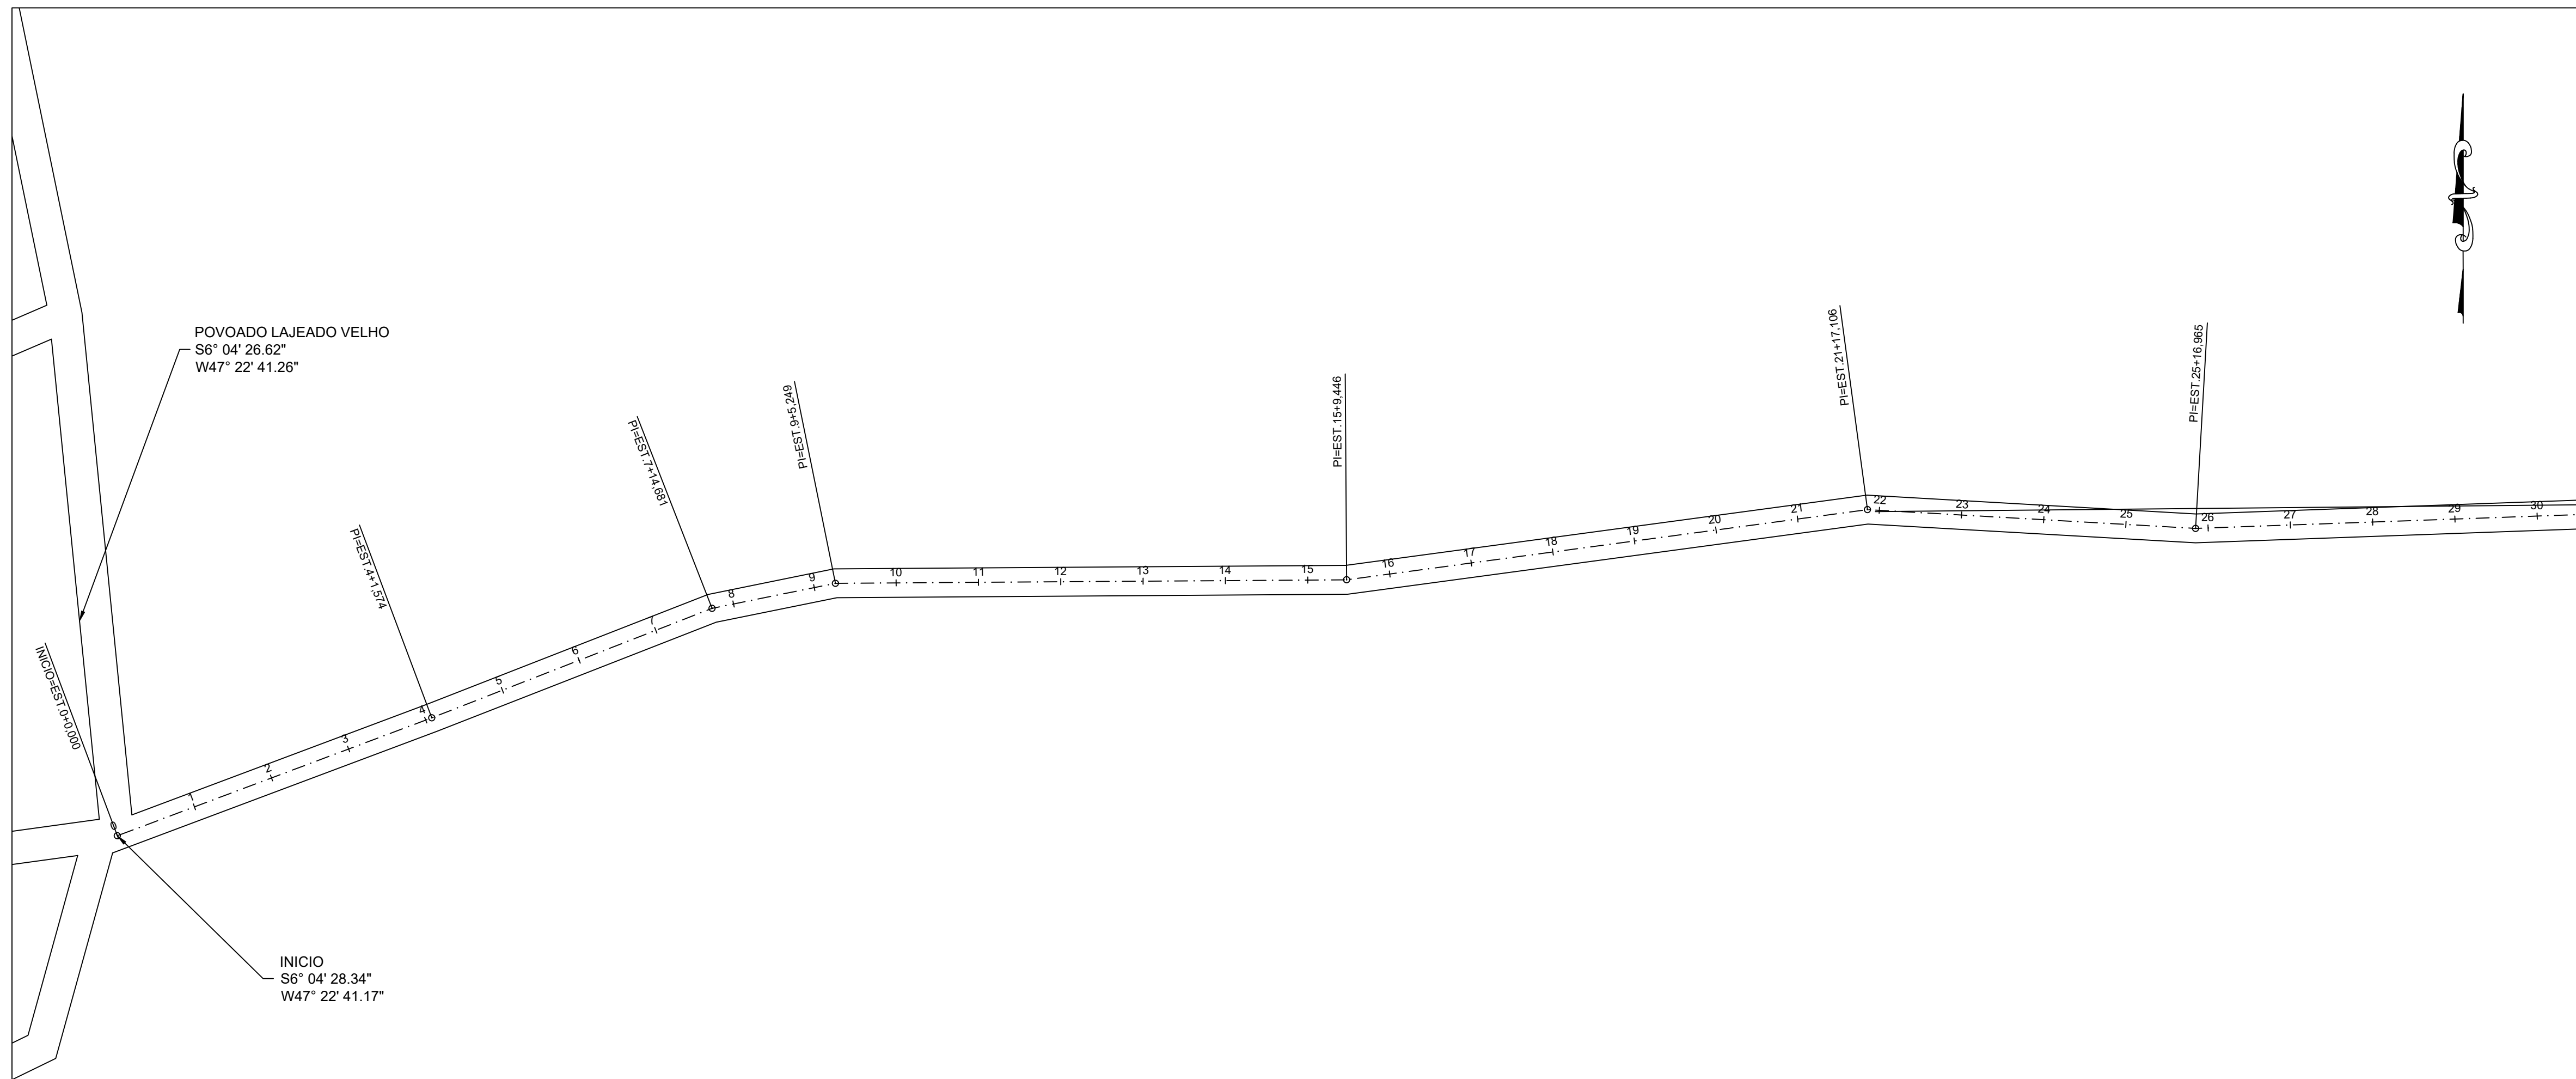 POVOADO LAJEADO VELHO
S6° 04' 26.62"
W47° 22' 41.26"
INICIO=EST.0+0,000
PI=EST.4+1,574
PI=EST.7+14,681
PI=EST.9+5,249
PI=EST.15+9,446
PI=EST.21+17,106
PI=EST.25+16,965
0
1
2
3
4
5
6
7
8
9
10
11
12
13
14
15
16
17
18
19
20
21
22
23
24
25
26
27
28
29
30
INICIO
S6° 04' 28.34"
W47° 22' 41.17"